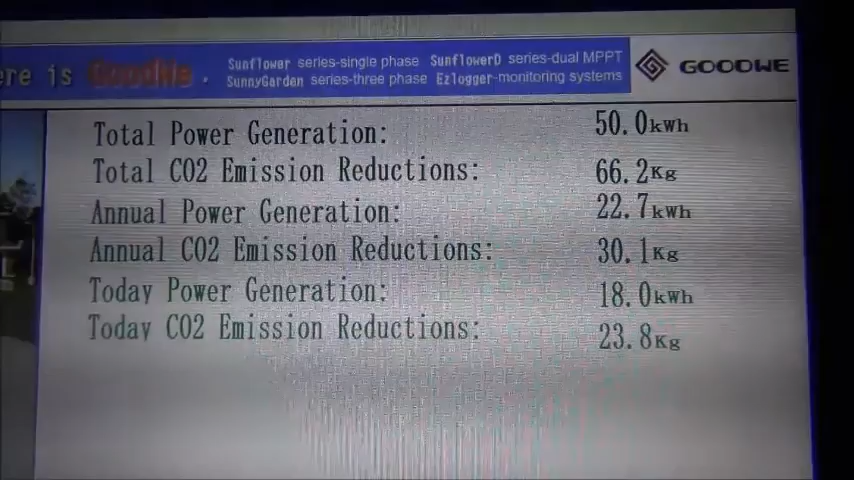 ere is GoodWe . Sunflower series-single phase SunflowerD series-dual MPPT
SunnyGarden series-three phase Ezlogger-monitoring systems
GOODWE
Total Power Generation: 50.0kWh
Total CO2 Emission Reductions: 66.2Kg
Annual Power Generation: 22.7kWh
Annual CO2 Emission Reductions: 30.1Kg
Today Power Generation: 18.0kWh
Today CO2 Emission Reductions: 23.8Kg